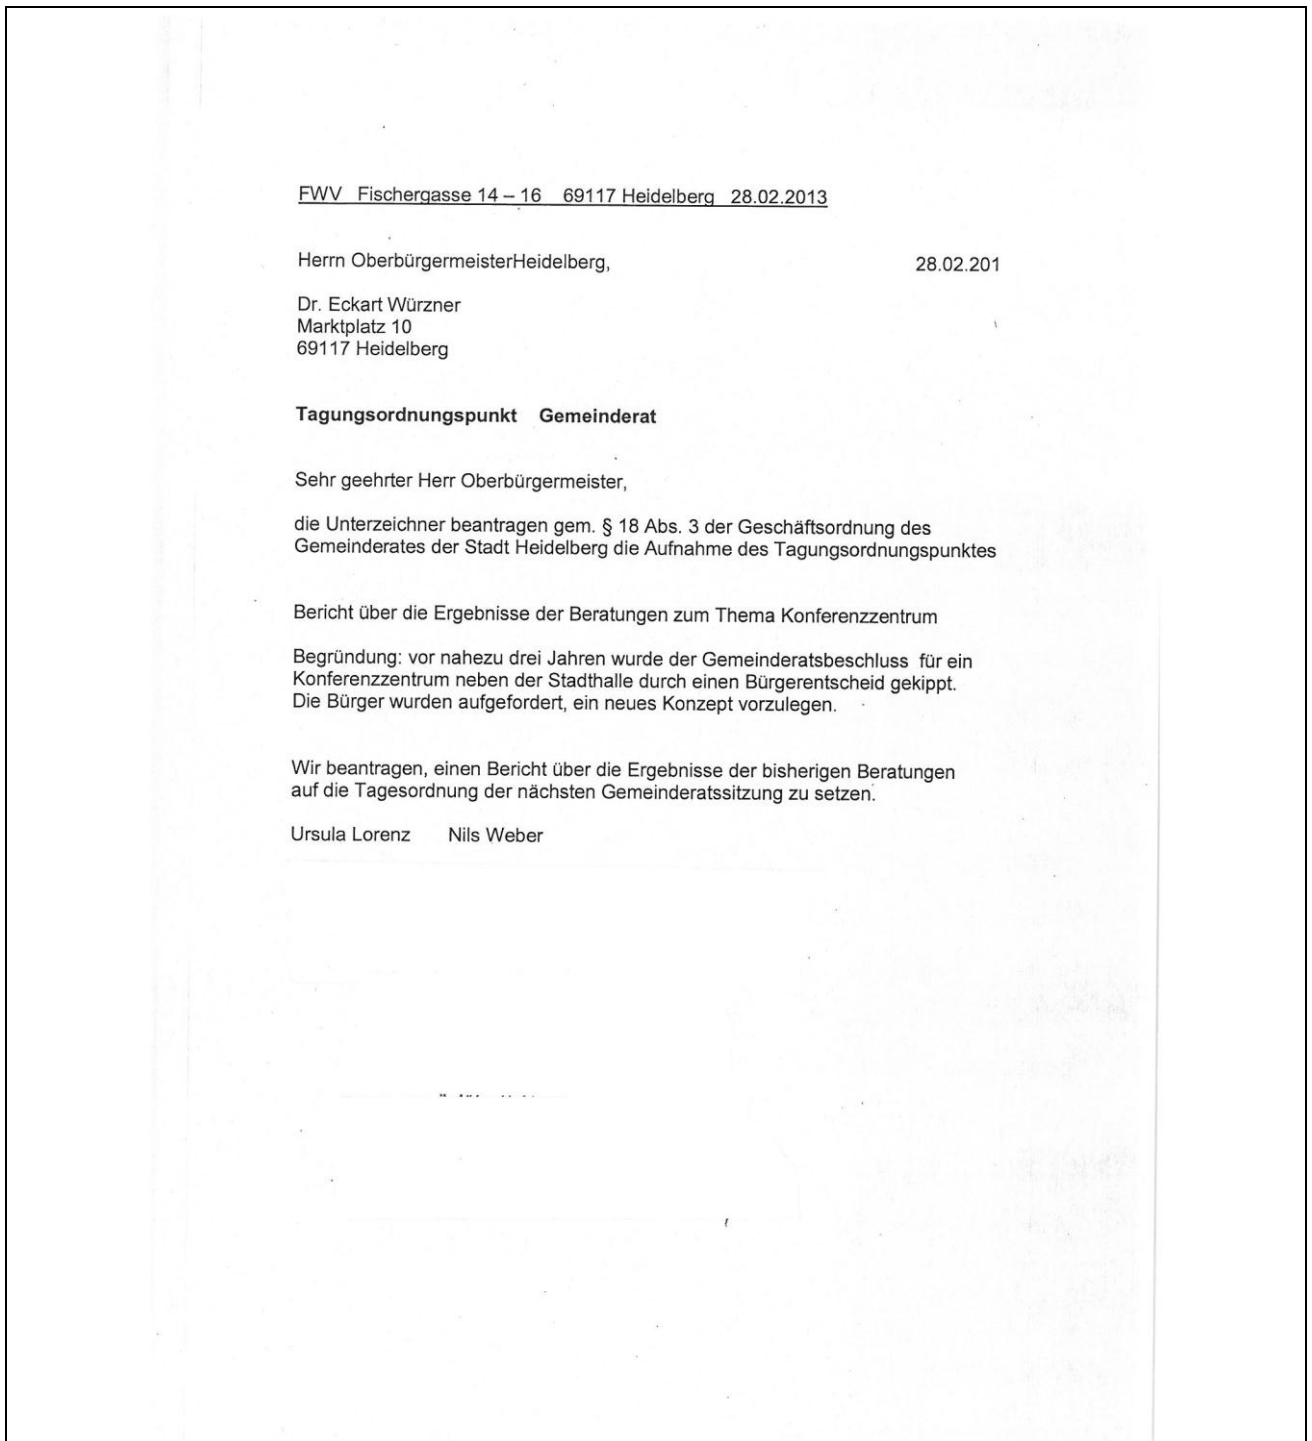 FWV Fischergasse 14 – 16 69117 Heidelberg 28.02.2013
Herrn OberbürgermeisterHeidelberg, 28.02.201
Dr. Eckart Würzner
Marktplatz 10
69117 Heidelberg
Tagungsordnungspunkt Gemeinderat
Sehr geehrter Herr Oberbürgermeister,
die Unterzeichner beantragen gem. § 18 Abs. 3 der Geschäftsordnung des
Gemeinderates der Stadt Heidelberg die Aufnahme des Tagungsordnungspunktes
Bericht über die Ergebnisse der Beratungen zum Thema Konferenzzentrum
Begründung: vor nahezu drei Jahren wurde der Gemeinderatsbeschluss für ein
Konferenzzentrum neben der Stadthalle durch einen Bürgerentscheid gekippt.
Die Bürger wurden aufgefordert, ein neues Konzept vorzulegen.
Wir beantragen, einen Bericht über die Ergebnisse der bisherigen Beratungen
auf die Tagesordnung der nächsten Gemeinderatssitzung zu setzen.
Ursula Lorenz Nils Weber